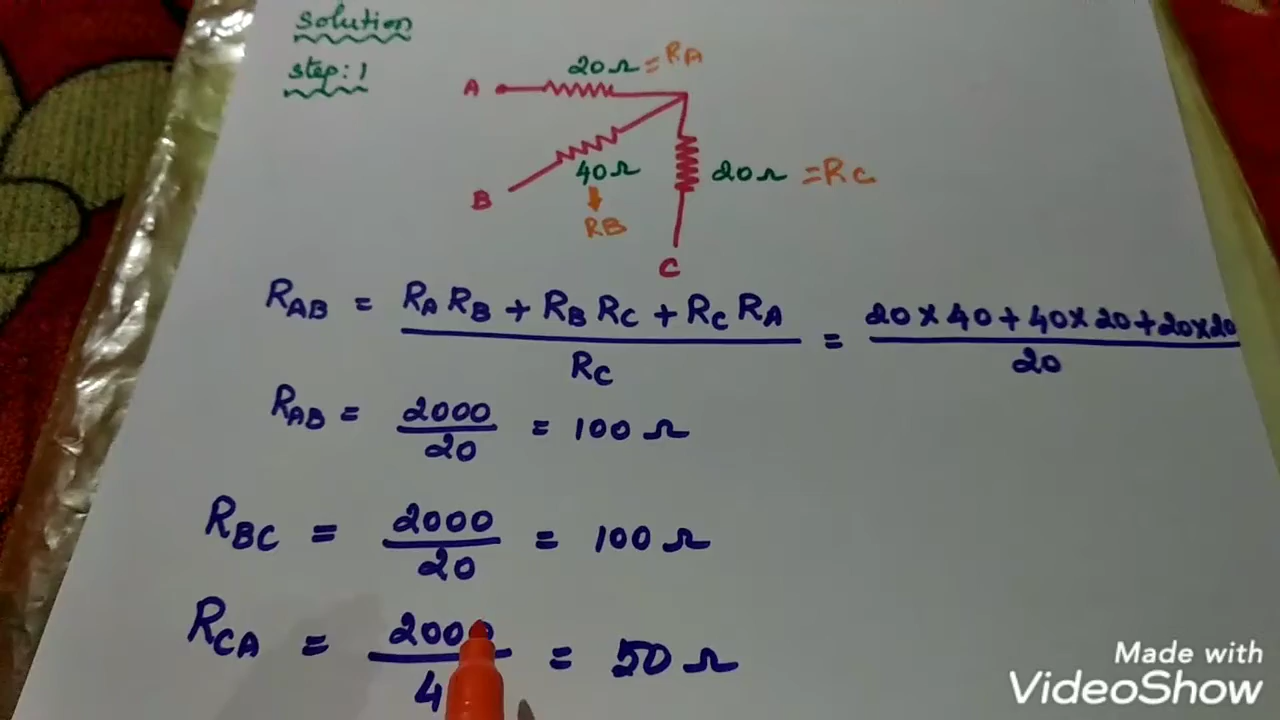 solution
step: 1
20Ω = RA
A
40Ω
20Ω = RC
B
RB
C
RAB = RA RB + RB RC + RC RA / RC = 20 × 40 + 40 × 20 + 20 × 20 / 20
RAB = 2000 / 20 = 100 Ω
RBC = 2000 / 20 = 100 Ω
RCA = 2000 / 4 = 50 Ω
Made with
VideoShow